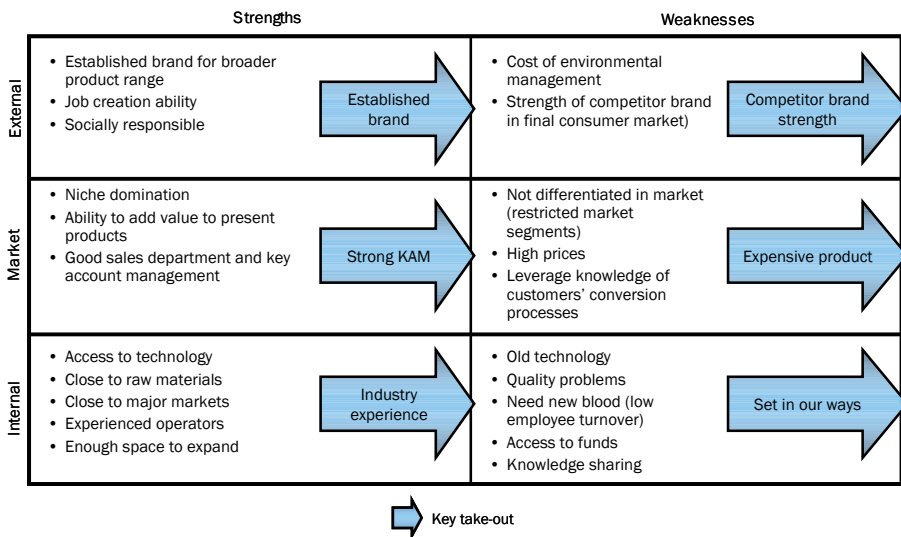 Strengths
Weaknesses
External
• Established brand for broader
product range
• Job creation ability
• Socially responsible
Established
brand
• Cost of environmental
management
• Strength of competitor brand
in final consumer market)
Competitor brand
strength
Market
• Niche domination
• Ability to add value to present
products
• Good sales department and key
account management
Strong KAM
• Not differentiated in market
(restricted market
segments)
• High prices
• Leverage knowledge of
customers’ conversion
processes
Expensive product
Internal
• Access to technology
• Close to raw materials
• Close to major markets
• Experienced operators
• Enough space to expand
Industry
experience
• Old technology
• Quality problems
• Need new blood (low
employee turnover)
• Access to funds
• Knowledge sharing
Set in our ways
Key take-out